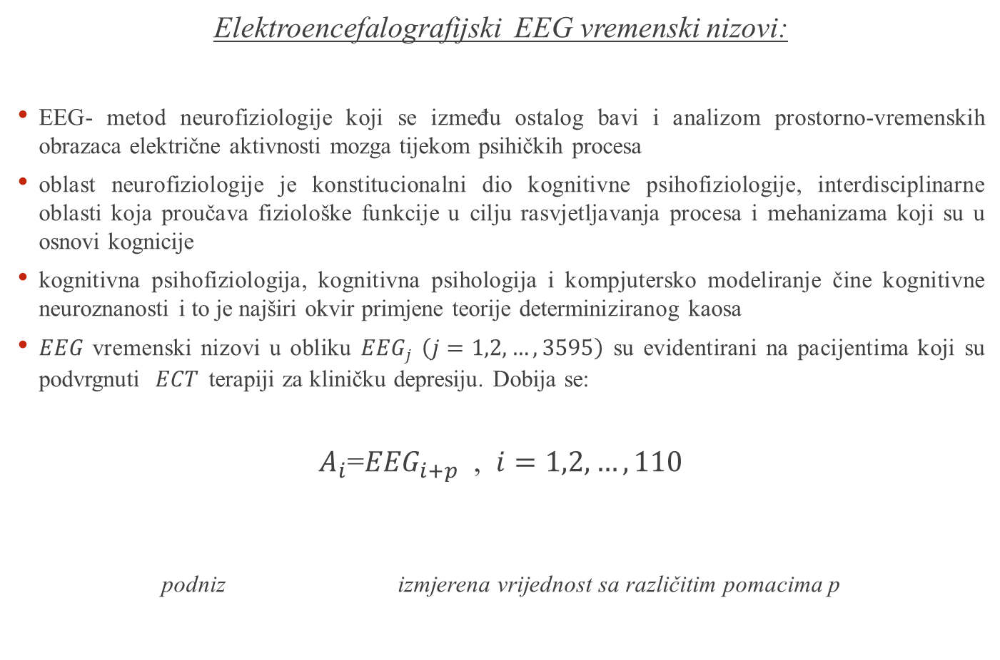 Elektroencefalografijski EEG vremenski nizovi:
• EEG- metod neurofiziologije koji se između ostalog bavi i analizom prostorno-vremenskih
obrazaca električne aktivnosti mozga tijekom psihičkih procesa
• oblast neurofiziologije je konstitucionalni dio kognitivne psihofiziologije, interdisciplinarne
oblasti koja proučava fiziološke funkcije u cilju rasvjetljavanja procesa i mehanizama koji su u
osnovi kognicije
• kognitivna psihofiziologija, kognitivna psihologija i kompjutersko modeliranje čine kognitivne
neuroznanosti i to je najširi okvir primjene teorije determiniziranog kaosa
• EEG vremenski nizovi u obliku EEG_j (j = 1,2, … , 3595) su evidentirani na pacijentima koji su
podvrgnuti ECT terapiji za kliničku depresiju. Dobija se:
A_i=EEG_{i+p} , i = 1,2, … , 110
podniz izmjerena vrijednost sa različitim pomacima p